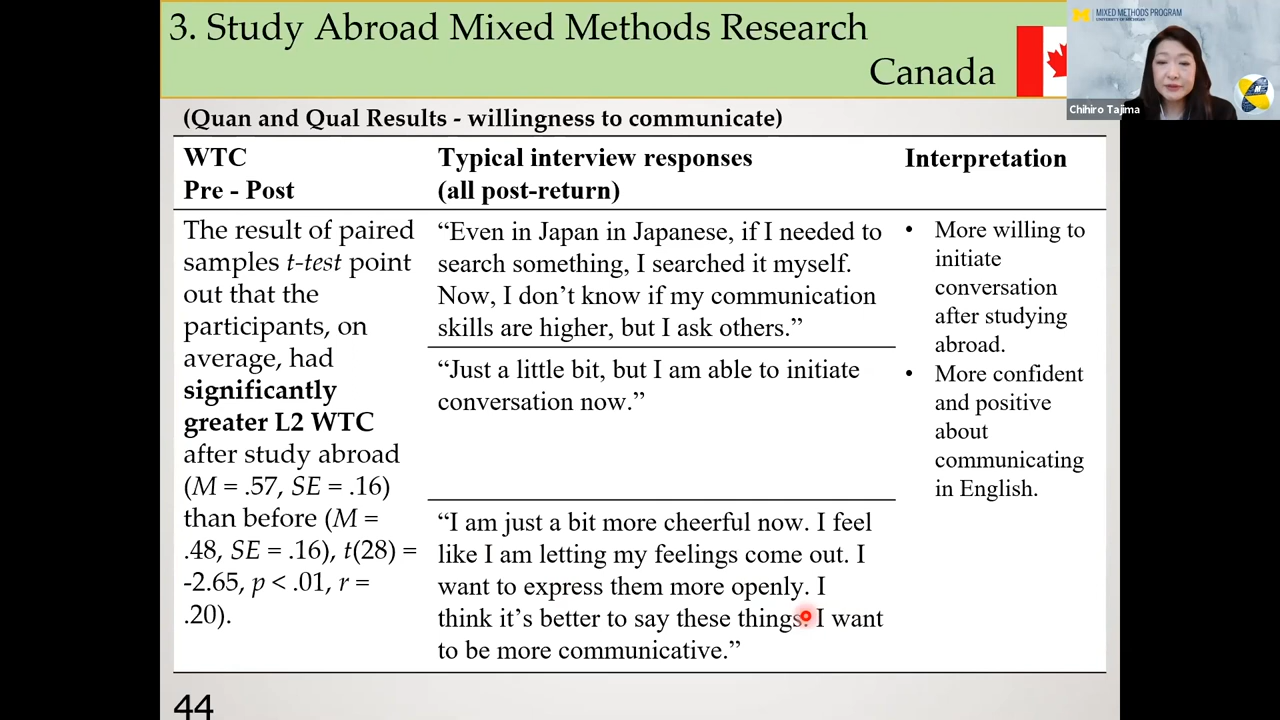 3. Study Abroad Mixed Methods Research
Canada
MIXED METHODS PROGRAM
UNIVERSITY OF MICHIGAN
Chihiro Tajima
(Quan and Qual Results - willingness to communicate)
WTC
Pre - Post
Typical interview responses
(all post-return)
Interpretation
The result of paired
samples t-test point
out that the
participants, on
average, had
significantly
greater L2 WTC
after study abroad
(M = .57, SE = .16)
than before (M =
.48, SE = .16), t(28) =
-2.65, p < .01, r =
.20).
“Even in Japan in Japanese, if I needed to
search something, I searched it myself.
Now, I don’t know if my communication
skills are higher, but I ask others.”
“Just a little bit, but I am able to initiate
conversation now.”
“I am just a bit more cheerful now. I feel
like I am letting my feelings come out. I
want to express them more openly. I
think it’s better to say these things. I want
to be more communicative.”
• More willing to
initiate
conversation
after studying
abroad.
• More confident
and positive
about
communicating
in English.
44